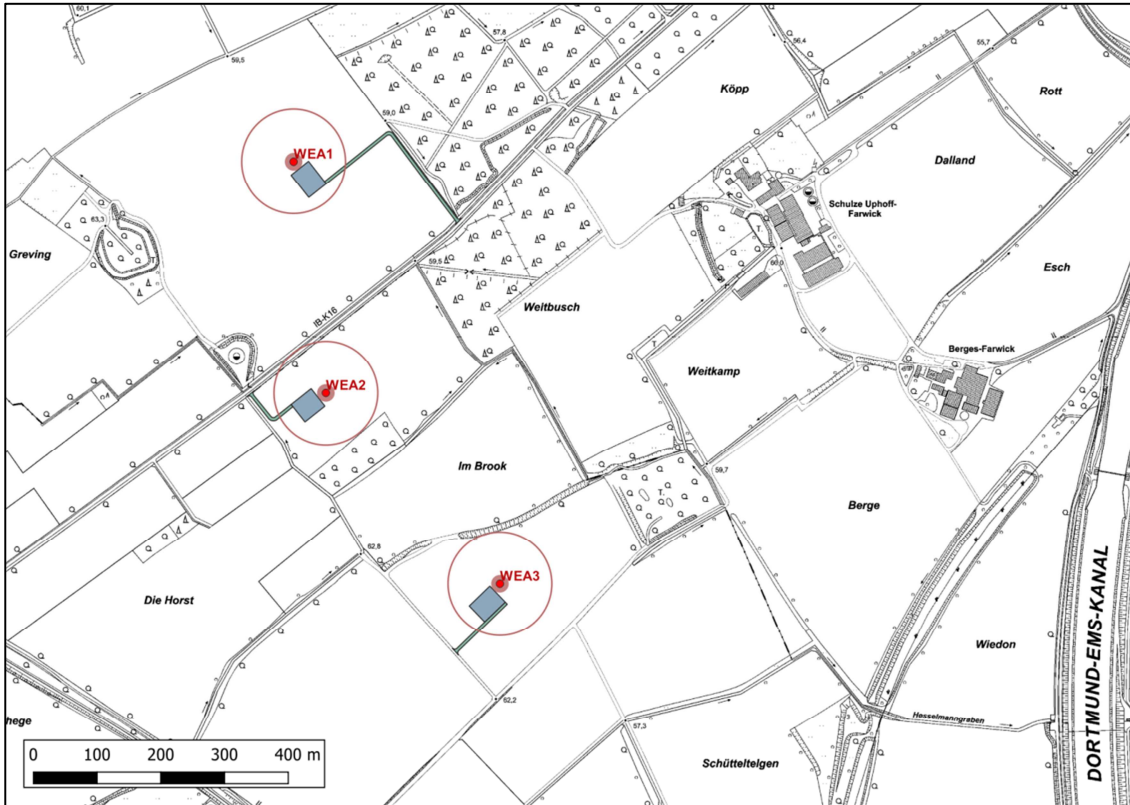 60,1
57,8
55,7
56,4
59,5
Köpp
Rott
59,0
WEA1
Dalland
Schulze Uphoff-
Farwick
63,3
T.
T.
Greving
59,5
60,0
Esch
Weitbusch
IB-K16
T
Berges-Farwick
Weitkamp
WEA2
Im Brook
59,7
T.
Berge
62,8
WEA3
Die Horst
Wiedon
DORTMUND-EMS-KANAL
62,2
hege
57,3
Hesselmanngraben
0 100 200 300 400 m
Schütteltelgen